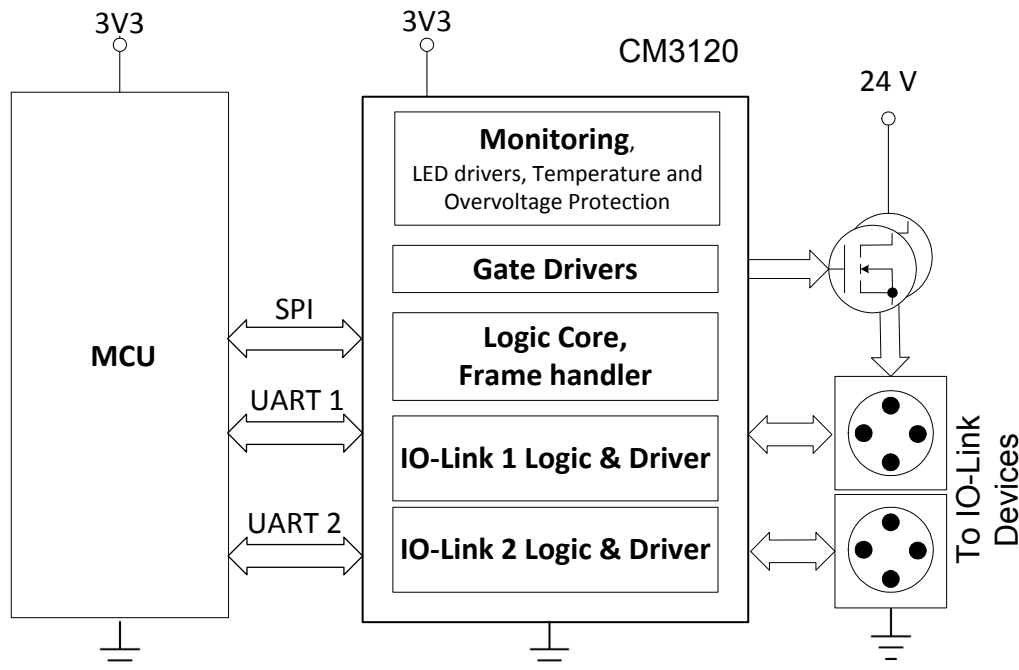 3V3
3V3
CM3120
24 V
Monitoring,
LED drivers, Temperature and
Overvoltage Protection
Gate Drivers
SPI
Logic Core,
Frame handler
MCU
UART 1
IO-Link 1 Logic & Driver
UART 2
IO-Link 2 Logic & Driver
To IO-Link
Devices